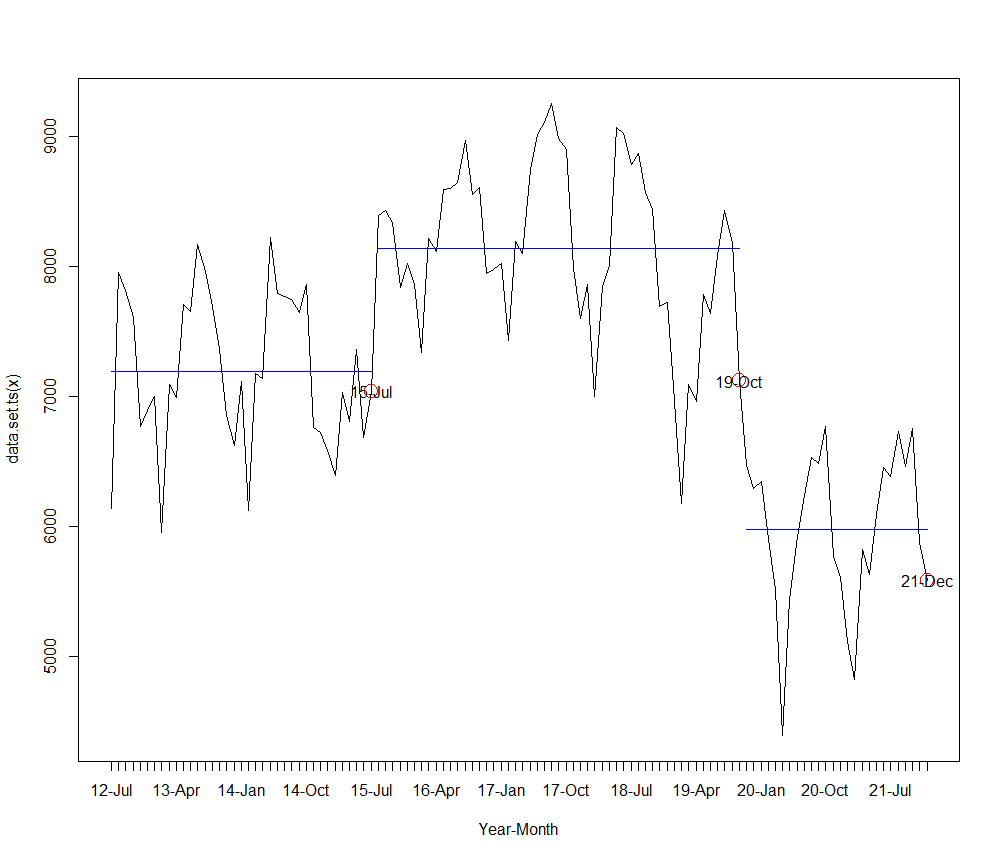 data.set.ts(x)
9000
8000
7000
6000
5000
15-Jul
19-Oct
21-Dec
12-Jul 13-Apr 14-Jan 14-Oct 15-Jul 16-Apr 17-Jan 17-Oct 18-Jul 19-Apr 20-Jan 20-Oct 21-Jul
Year-Month